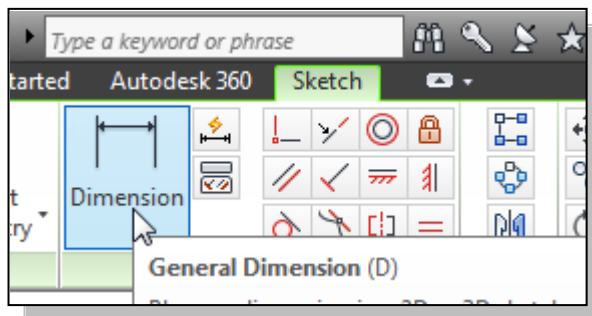 Type a keyword or phrase
tarted Autodesk 360 Sketch
Dimension
t
ry
General Dimension (D)